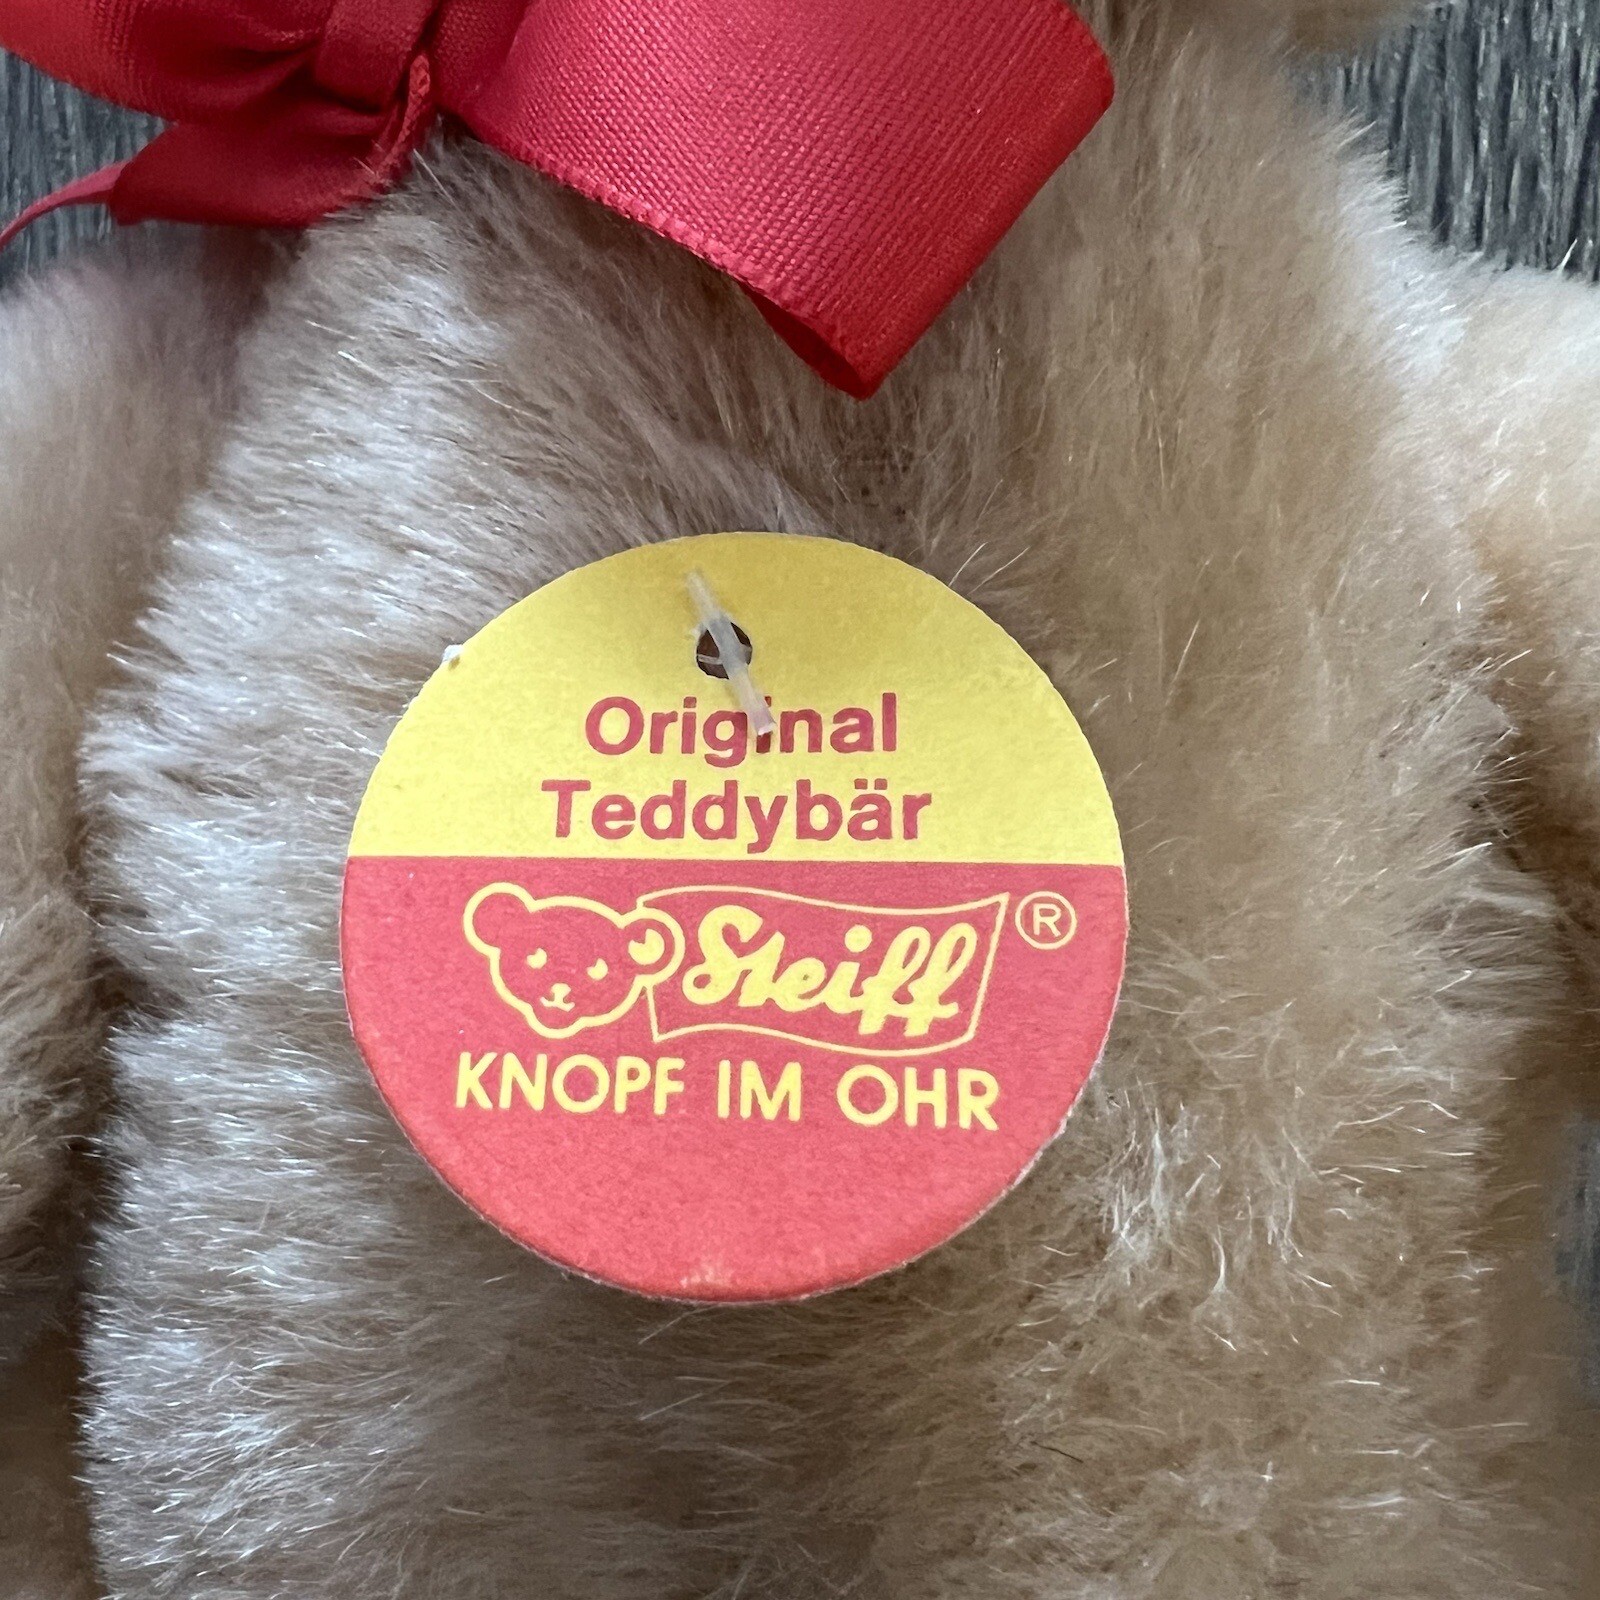 Original
Teddybär
Steiff ®
KNOPF IM OHR